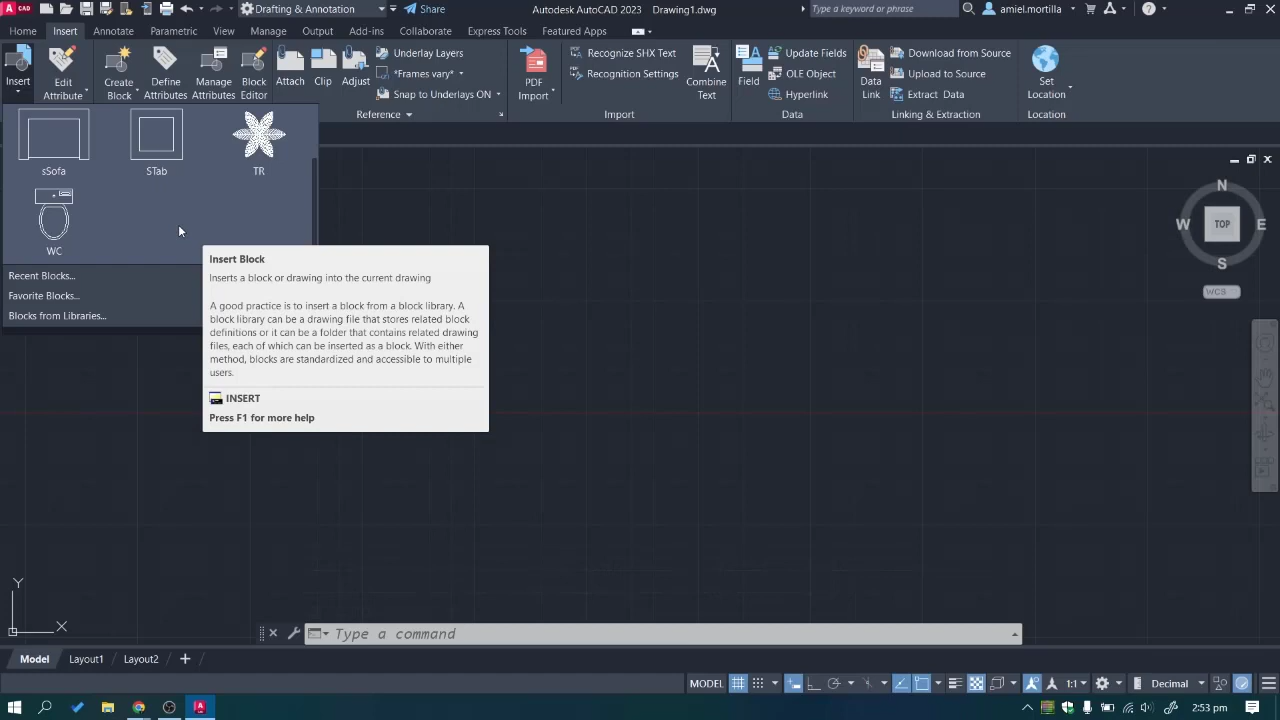 CAD
Drafting & Annotation
Share
Autodesk AutoCAD 2023 Drawing1.dwg
Type a keyword or phrase
amiel.mortilla
Home Insert Annotate Parametric View Manage Output Add-ins Collaborate Express Tools Featured Apps
Insert
Edit
Attribute
Create
Block
Define
Attributes
Manage
Attributes
Block
Editor
Attach
Clip
Adjust
Underlay Layers
*Frames vary*
Snap to Underlays ON
PDF
Import
Recognize SHX Text
Recognition Settings
Combine
Text
Field
Update Fields
OLE Object
Hyperlink
Data
Link
Download from Source
Upload to Source
Extract Data
Set
Location
Reference
Import
Data
Linking & Extraction
Location
sSofa
STab
TR
WC
Recent Blocks...
Favorite Blocks...
Blocks from Libraries...
Insert Block
Inserts a block or drawing into the current drawing
A good practice is to insert a block from a block library. A
block library can be a drawing file that stores related block
definitions or it can be a folder that contains related drawing
files, each of which can be inserted as a block. With either
method, blocks are standardized and accessible to multiple
users.
INSERT
Press F1 for more help
N
W
TOP
E
S
WCS
Y
X
Type a command
Model Layout1 Layout2
MODEL
1:1
Decimal
2:53 pm